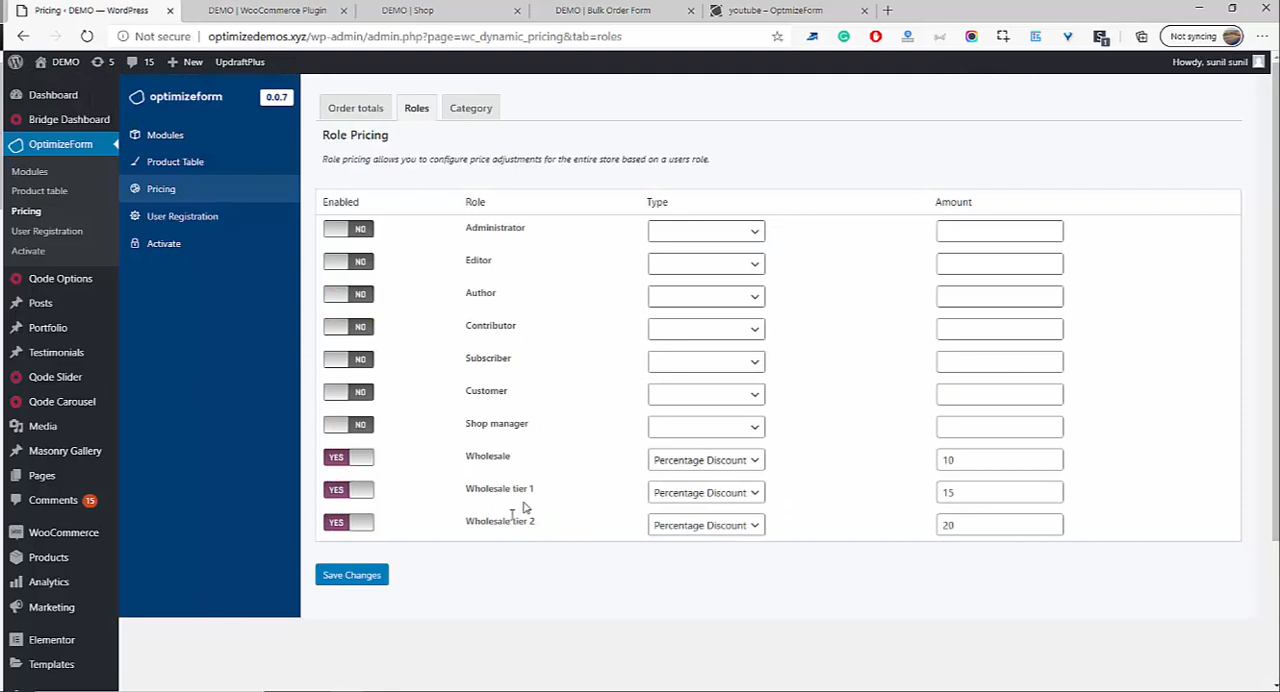 Pricing ‹ DEMO — WordPress
DEMO | WooCommerce Plugin
DEMO | Shop
DEMO | Bulk Order Form
youtube – OptmizeForm
Not secure
optimizedemos.xyz/wp-admin/admin.php?page=wc_dynamic_pricing&tab=roles
Not syncing
DEMO
5
15
New
UpdraftPlus
Howdy, sunil sunil
Dashboard
Bridge Dashboard
OptimizeForm
Modules
Product table
Pricing
User Registration
Activate
Qode Options
Posts
Portfolio
Testimonials
Qode Slider
Qode Carousel
Media
Masonry Gallery
Pages
Comments 15
WooCommerce
Products
Analytics
Marketing
Elementor
Templates
optimizeform 0.0.7
Modules
Product Table
Pricing
User Registration
Activate
Order totals Roles Category
Role Pricing
Role pricing allows you to configure price adjustments for the entire store based on a users role.
Enabled Role Type Amount
NO Administrator
NO Editor
NO Author
NO Contributor
NO Subscriber
NO Customer
NO Shop manager
YES Wholesale Percentage Discount 10
YES Wholesale tier 1 Percentage Discount 15
YES Wholesale tier 2 Percentage Discount 20
Save Changes